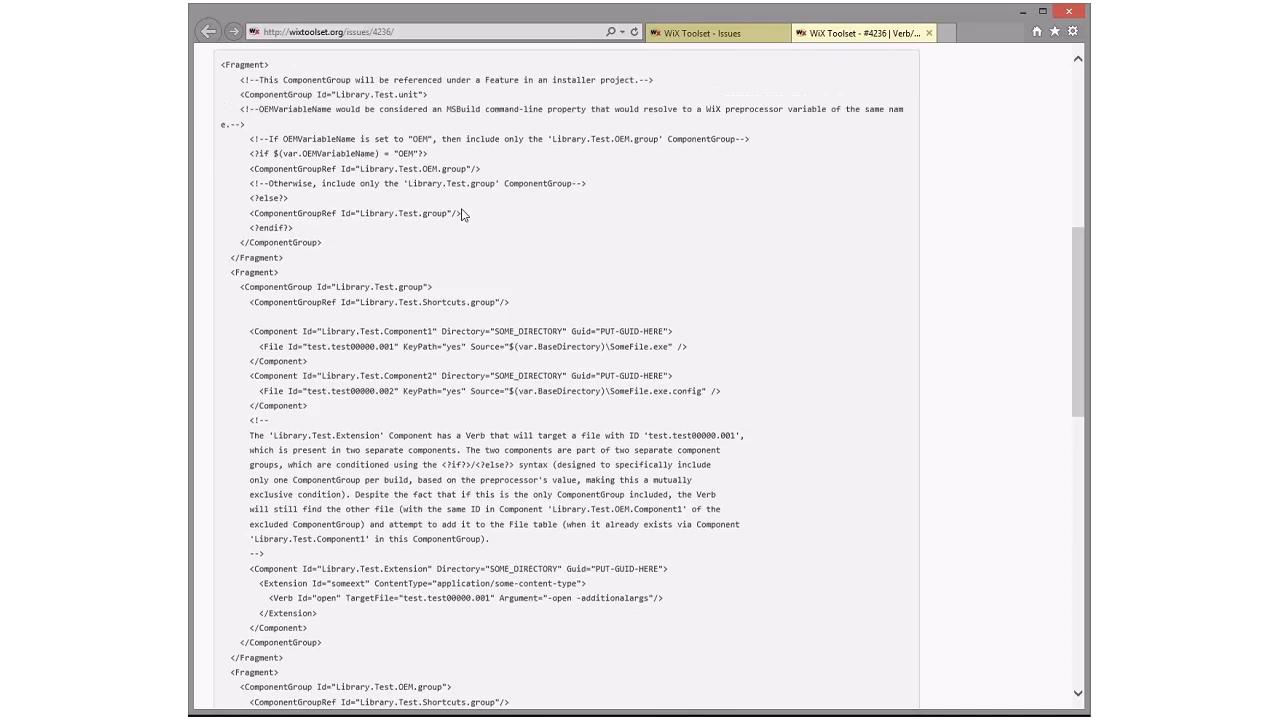 http://wixtoolset.org/issues/4236/
WiX Toolset - Issues
WiX Toolset - #4236 | Verb/...
<Fragment>
<!--This ComponentGroup will be referenced under a Feature in an installer project.-->
<ComponentGroup Id="Library.Test.unit">
<!--OEMVariableName would be considered an MSBuild command-line property that would resolve to a WiX preprocessor variable of the same nam
e.-->
<!--If OEMVariableName is set to "OEM", then include only the 'Library.Test.OEM.group' ComponentGroup-->
<?if $(var.OEMVariableName) = "OEM"?>
<ComponentGroupRef Id="Library.Test.OEM.group"/>
<!--Otherwise, include only the 'Library.Test.group' ComponentGroup-->
<?else?>
<ComponentGroupRef Id="Library.Test.group"/>
<?endif?>
</ComponentGroup>
</Fragment>
<Fragment>
<ComponentGroup Id="Library.Test.group">
<ComponentGroupRef Id="Library.Test.Shortcuts.group"/>
<Component Id="Library.Test.Component1" Directory="SOME_DIRECTORY" Guid="PUT-GUID-HERE">
<File Id="test.test00000.001" KeyPath="yes" Source="$(var.BaseDirectory)\SomeFile.exe" />
</Component>
<Component Id="Library.Test.Component2" Directory="SOME_DIRECTORY" Guid="PUT-GUID-HERE">
<File Id="test.test00000.002" KeyPath="yes" Source="$(var.BaseDirectory)\SomeFile.exe.config" />
</Component>
<!--
The 'Library.Test.Extension' Component has a Verb that will target a file with ID 'test.test00000.001',
which is present in two separate components. The two components are part of two separate component
groups, which are conditioned using the <?if?>/<?else?> syntax (designed to specifically include
only one ComponentGroup per build, based on the preprocessor's value, making this a mutually
exclusive condition). Despite the fact that if this is the only ComponentGroup included, the Verb
will still find the other file (with the same ID in Component 'Library.Test.OEM.Component1' of the
excluded ComponentGroup) and attempt to add it to the File table (when it already exists via Component
'Library.Test.Component1' in this ComponentGroup).
-->
<Component Id="Library.Test.Extension" Directory="SOME_DIRECTORY" Guid="PUT-GUID-HERE">
<Extension Id="someext" ContentType="application/some-content-type">
<Verb Id="open" TargetFile="test.test00000.001" Argument="-open -additionalargs"/>
</Extension>
</Component>
</ComponentGroup>
</Fragment>
<Fragment>
<ComponentGroup Id="Library.Test.OEM.group">
<ComponentGroupRef Id="Library.Test.Shortcuts.group"/>